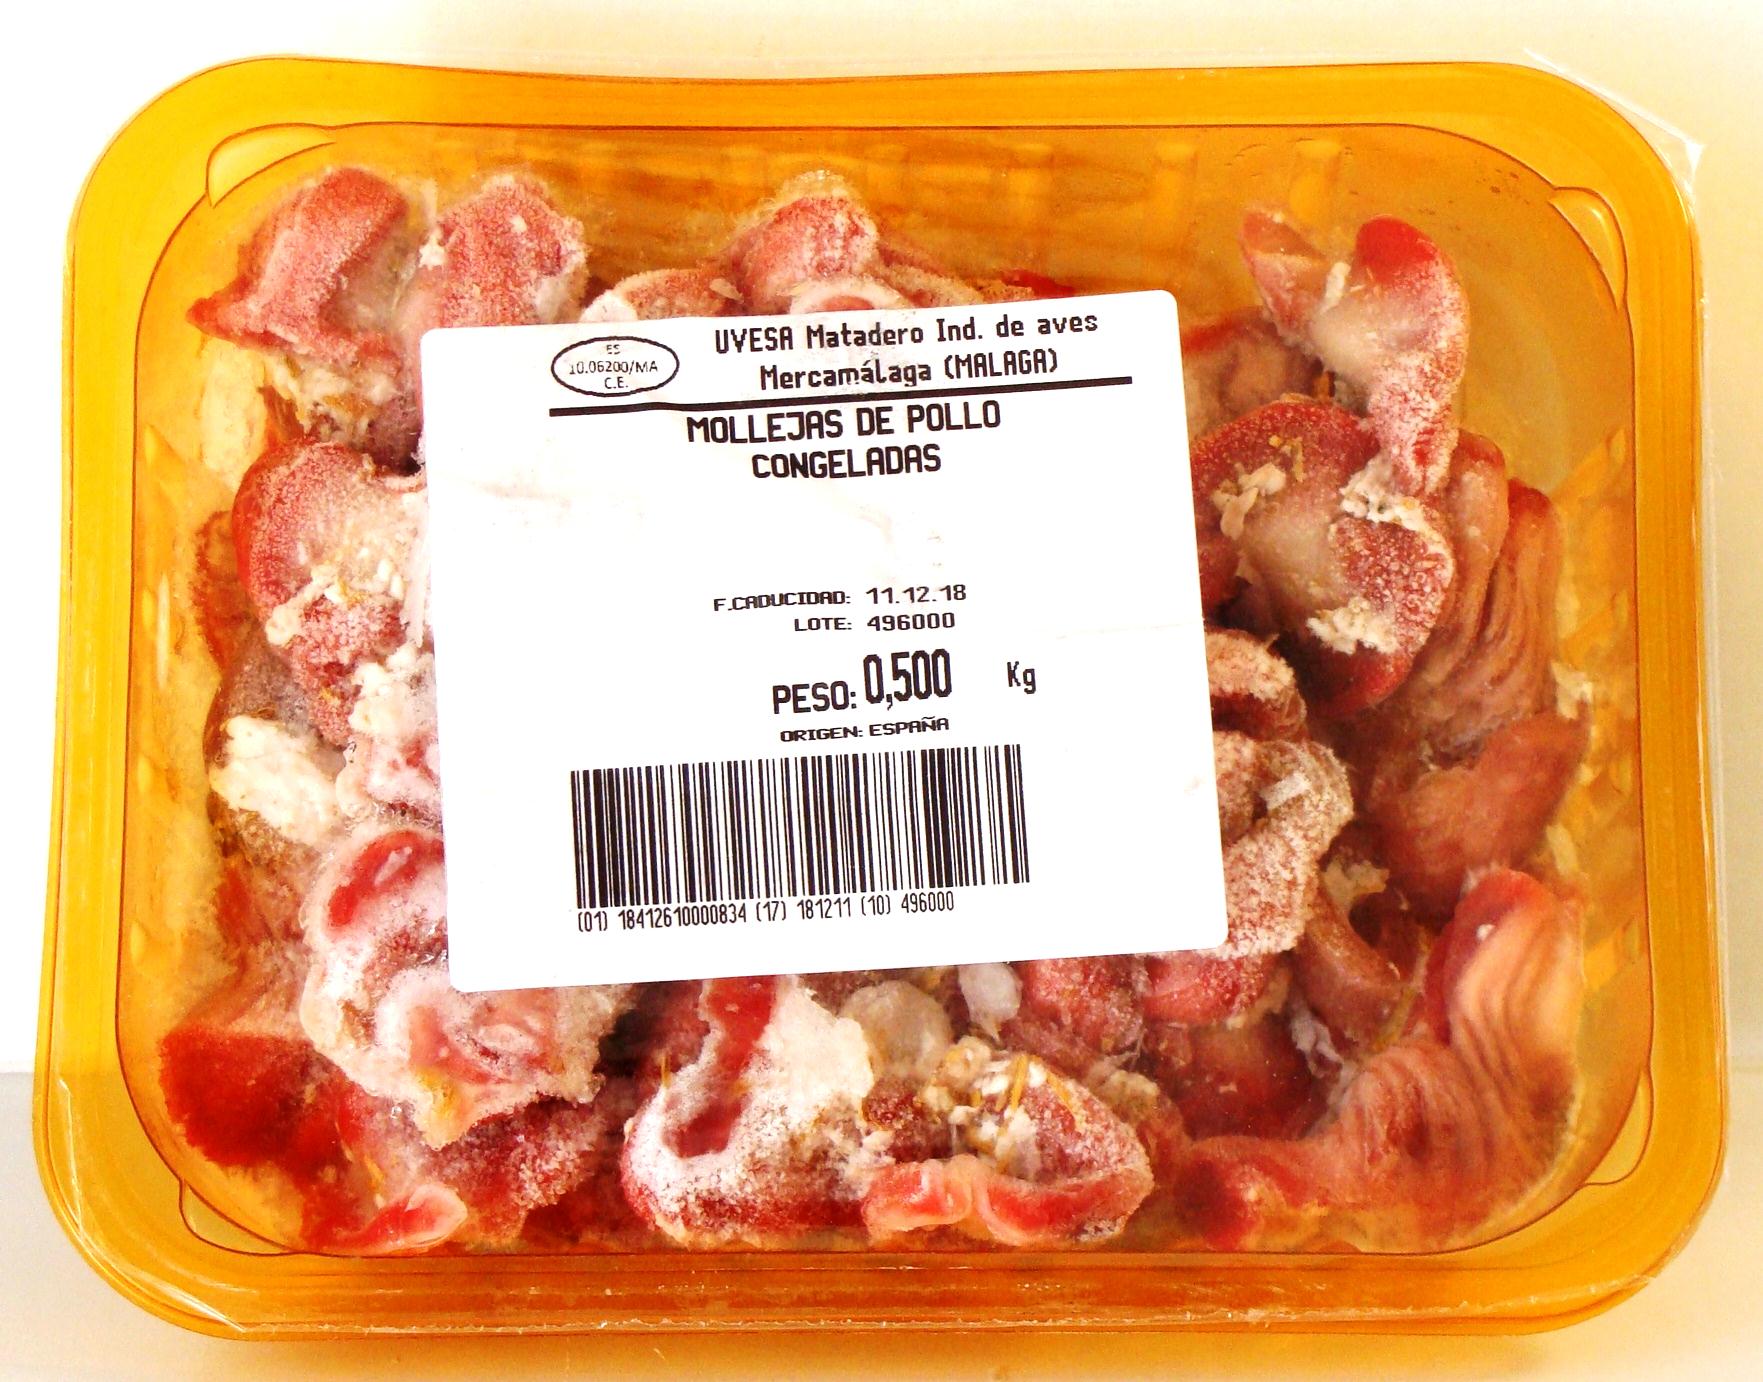 ES
10.06200/MA
C.E.
UVESA Matadero Ind. de aves
Mercamálaga (MALAGA)
MOLLEJAS DE POLLO
CONGELADAS
F.CADUCIDAD: 11.12.18
LOTE: 496000
PESO: 0,500 Kg
ORIGEN: ESPAÑA
(01) 18412610000834 (17) 181211 (10) 496000